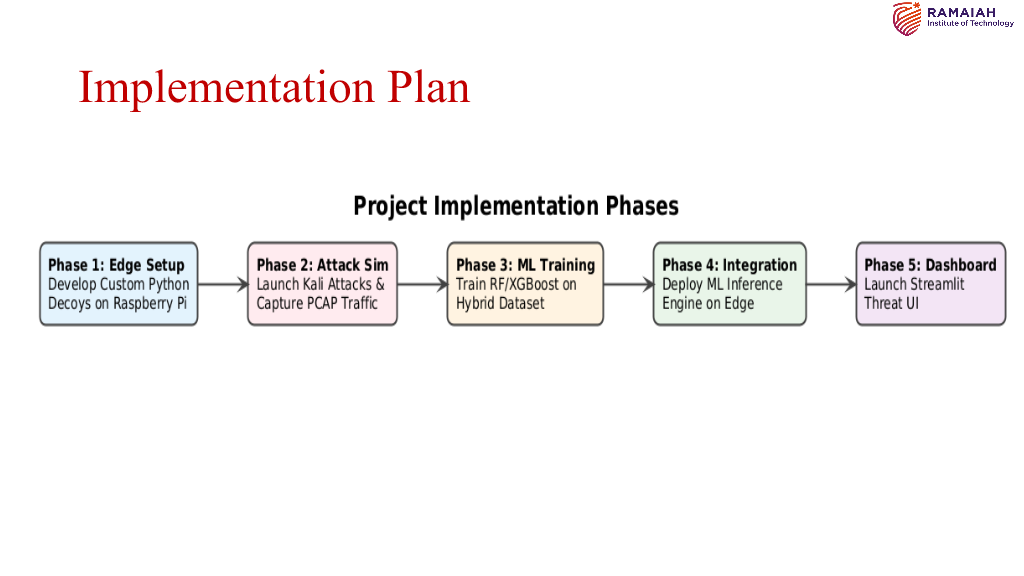 RAMAIAH
Institute of Technology
Implementation Plan
Project Implementation Phases
Phase 1: Edge Setup
Develop Custom Python
Decoys on Raspberry Pi
Phase 2: Attack Sim
Launch Kali Attacks &
Capture PCAP Traffic
Phase 3: ML Training
Train RF/XGBoost on
Hybrid Dataset
Phase 4: Integration
Deploy ML Inference
Engine on Edge
Phase 5: Dashboard
Launch Streamlit
Threat UI